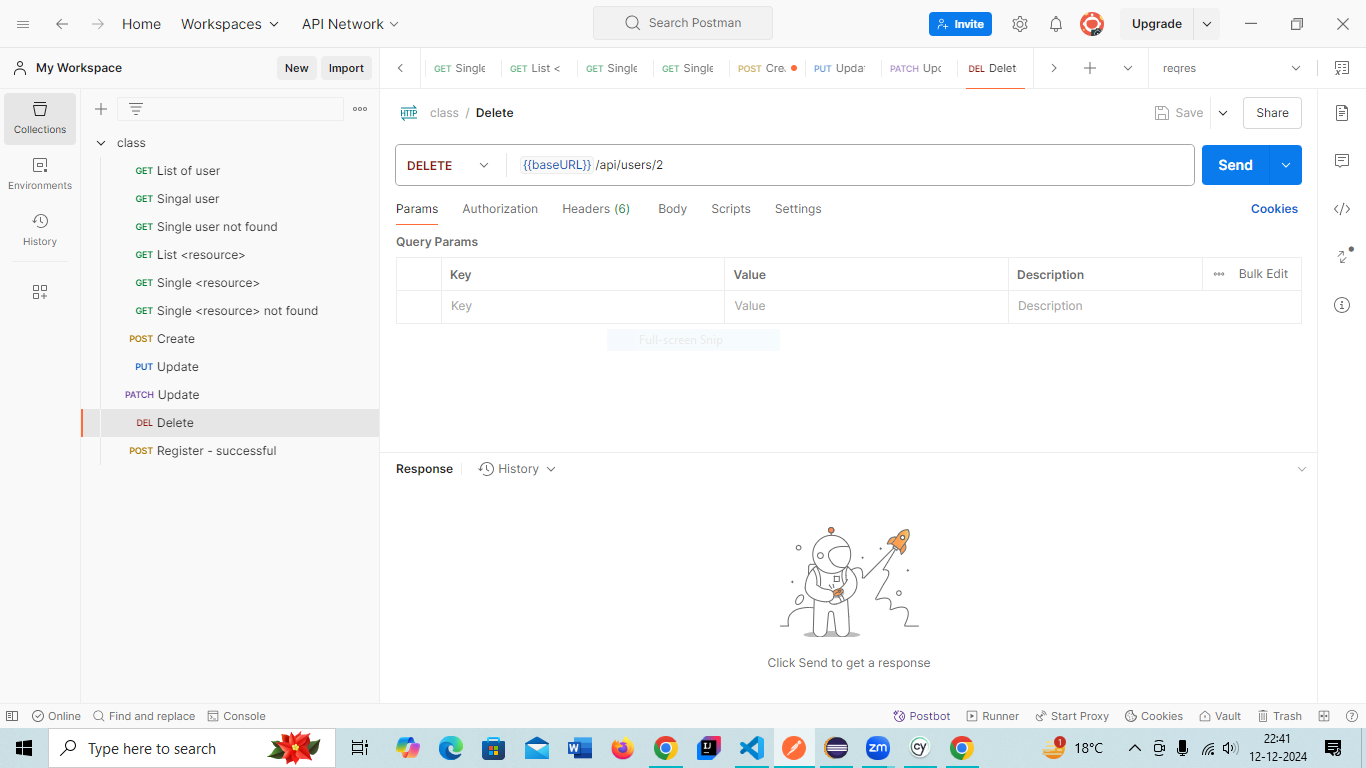 Home Workspaces API Network Search Postman Invite Upgrade
My Workspace New Import GET Single GET List < GET Single GET Single POST Cre PUT Updat PATCH Upd DEL Delet reqres
Collections
Environments
History
class
GET List of user
GET Singal user
GET Single user not found
GET List <resource>
GET Single <resource>
GET Single <resource> not found
POST Create
PUT Update
PATCH Update
DEL Delete
POST Register - successful
HTTP class / Delete Save Share
DELETE {{baseURL}} /api/users/2 Send
Params Authorization Headers (6) Body Scripts Settings Cookies
Query Params
Key Value Description Bulk Edit
Key Value Description
Full-screen Snip
Response History
Click Send to get a response
Online Find and replace Console Postbot Runner Start Proxy Cookies Vault Trash
Type here to search W IJ zm cy 1 18°C 22:41
12-12-2024